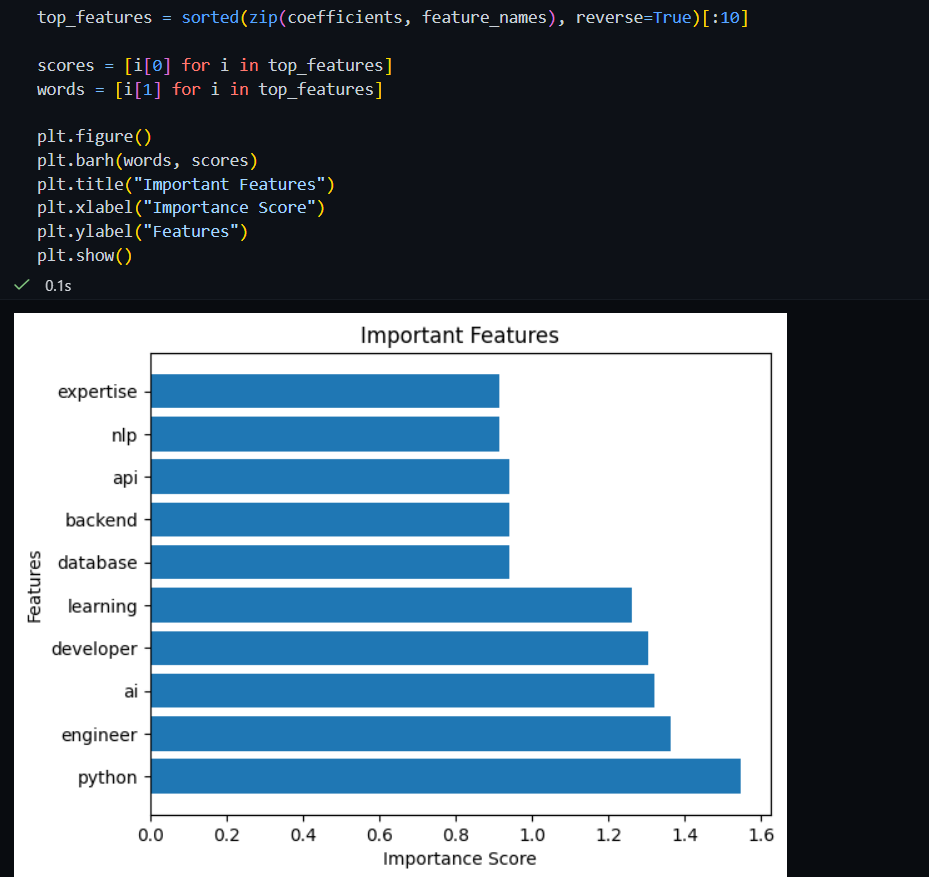 top_features = sorted(zip(coefficients, feature_names), reverse=True)[:10]
scores = [i[0] for i in top_features]
words = [i[1] for i in top_features]
plt.figure()
plt.barh(words, scores)
plt.title("Important Features")
plt.xlabel("Importance Score")
plt.ylabel("Features")
plt.show()
0.1s
Important Features
expertise
nlp
api
backend
database
learning
developer
ai
engineer
python
Features
0.0 0.2 0.4 0.6 0.8 1.0 1.2 1.4 1.6
Importance Score